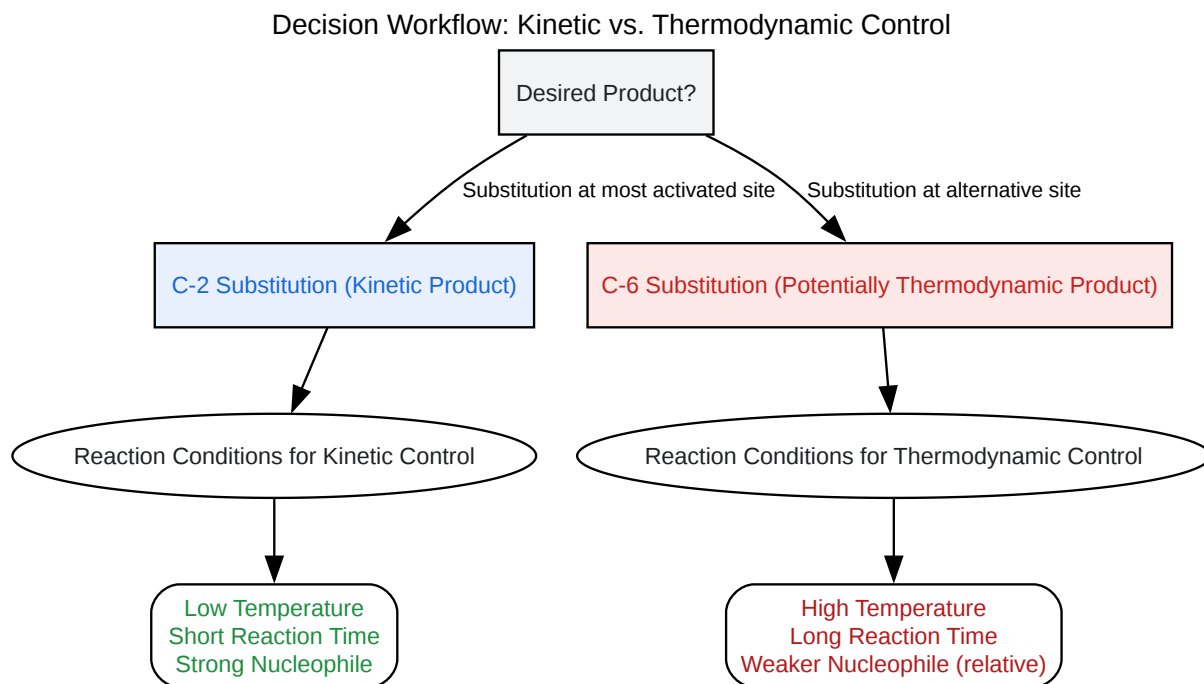 Decision Workflow: Kinetic vs. Thermodynamic Control
Desired Product?
Substitution at most activated site
Substitution at alternative site
C-2 Substitution (Kinetic Product)
C-6 Substitution (Potentially Thermodynamic Product)
Reaction Conditions for Kinetic Control
Reaction Conditions for Thermodynamic Control
Low Temperature
Short Reaction Time
Strong Nucleophile
High Temperature
Long Reaction Time
Weaker Nucleophile (relative)